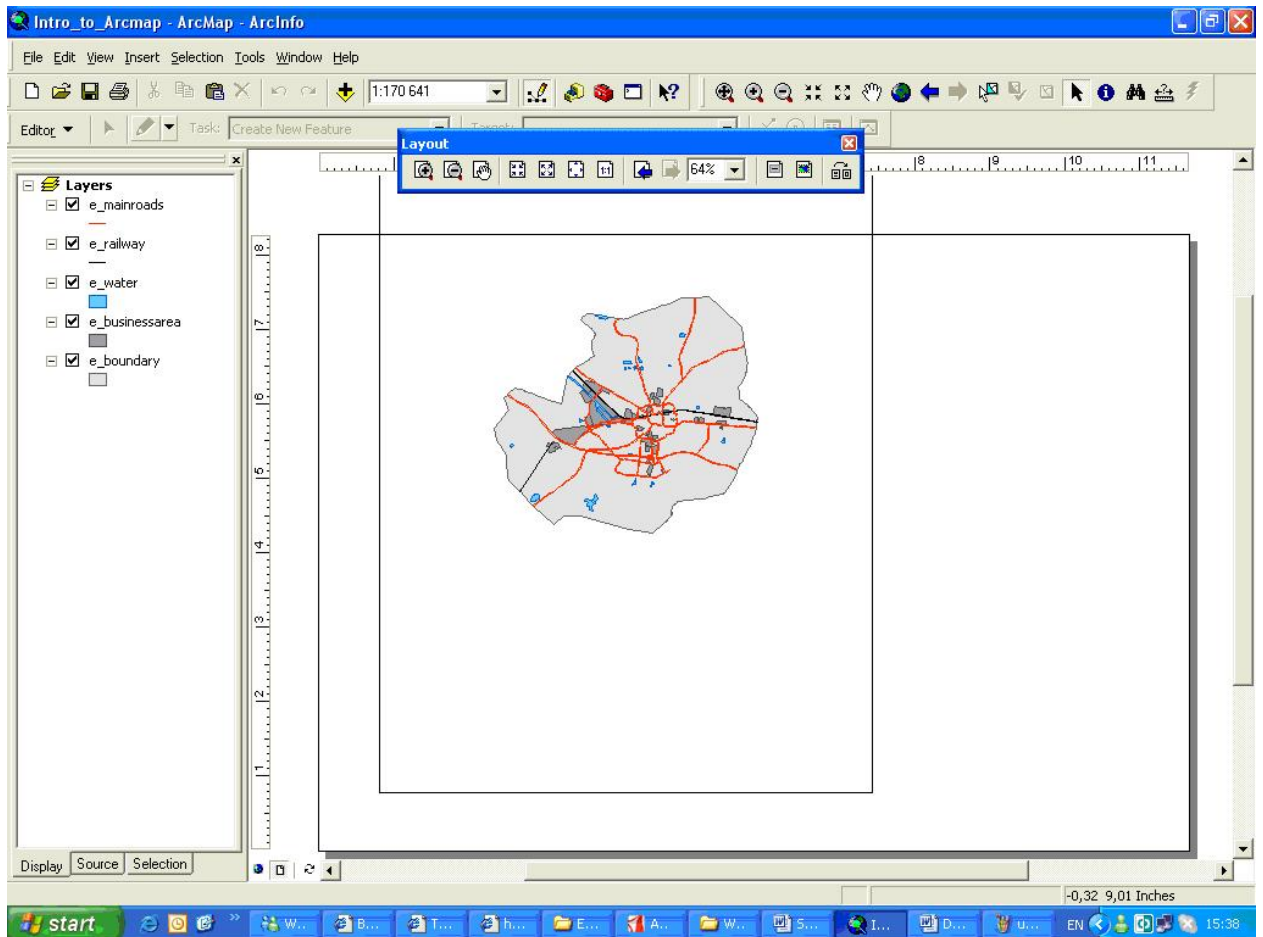 Intro_to_Arcmap - ArcMap - ArcInfo
File Edit View Insert Selection Tools Window Help
1:170 641
Editor Task: Create New Feature
Layout
1:1 64%
8 9 10 11
Layers
e_mainroads
e_railway
e_water
e_businessarea
e_boundary
8
7
6
5
4
3
2
1
Display Source Selection
-0,32 9,01 Inches
start W... B... T... h... E... A... W... S... I... D... u... EN 15:38